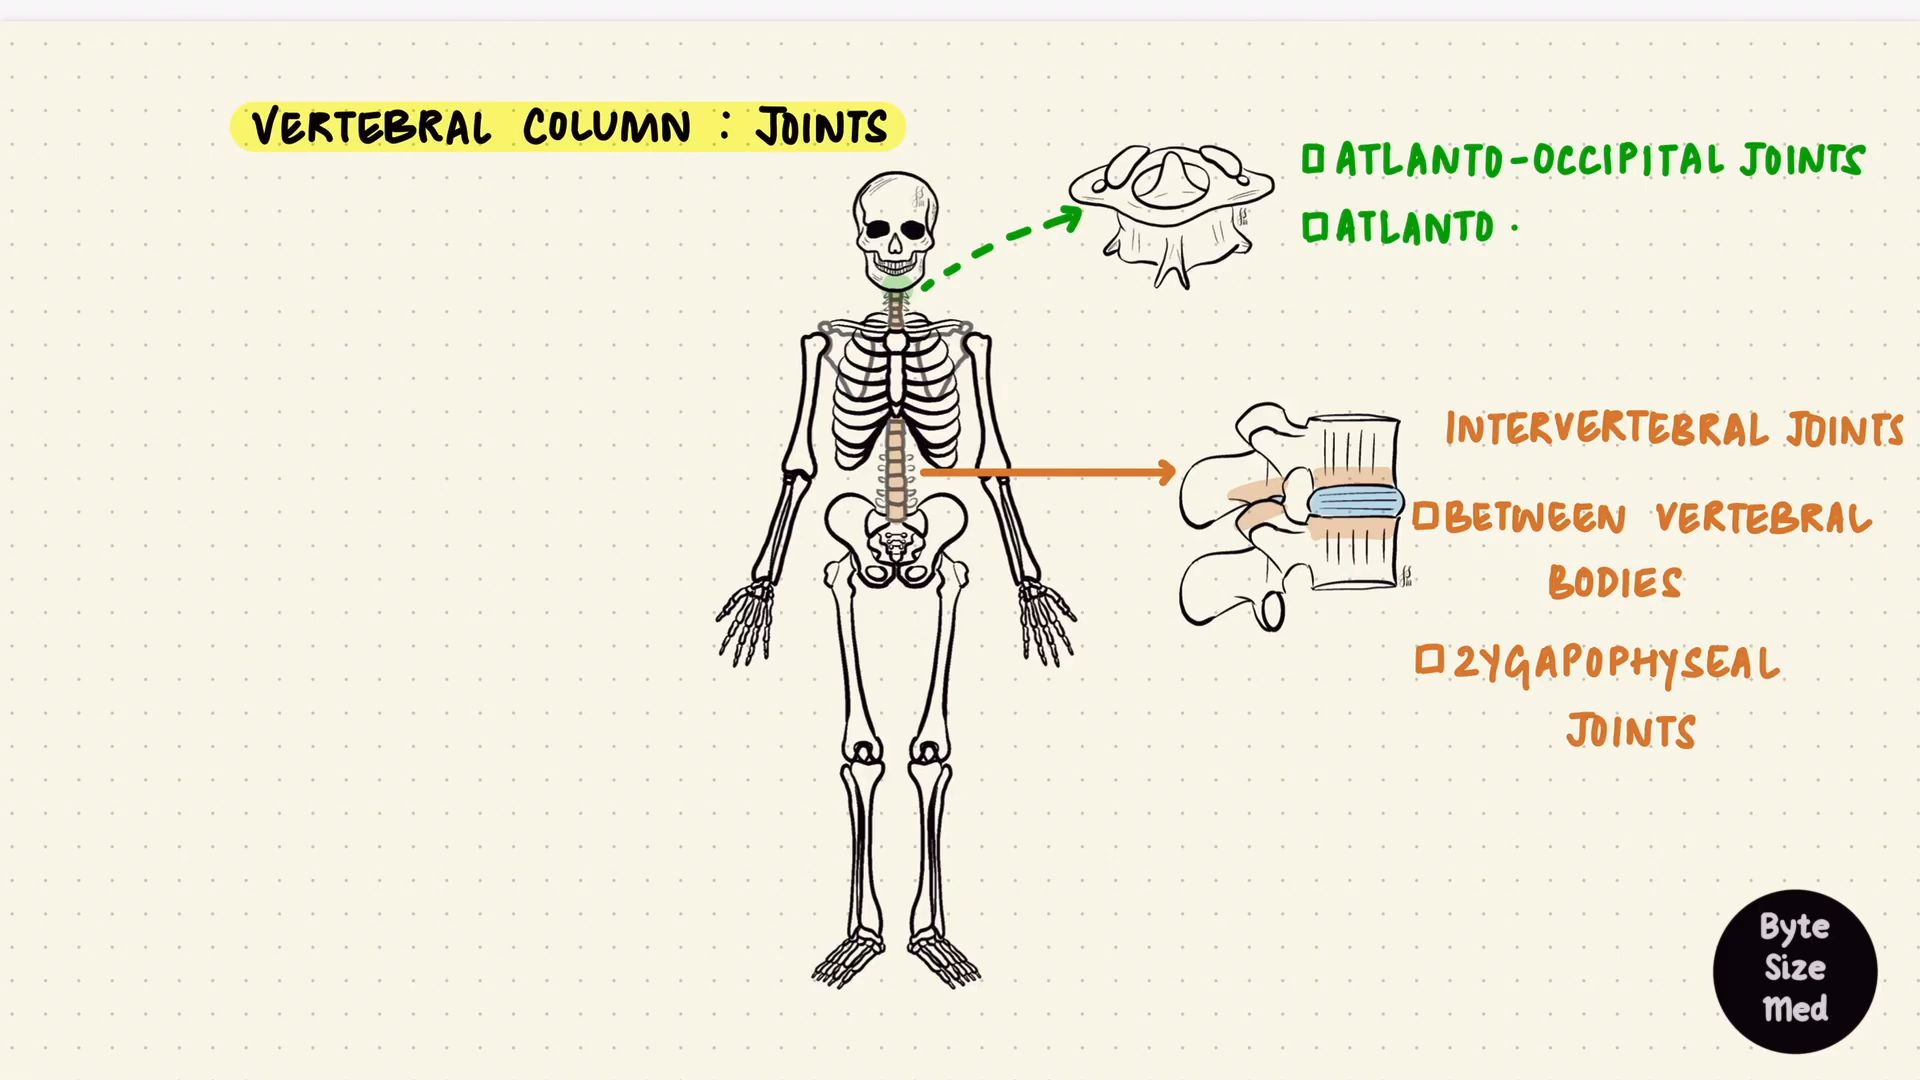 VERTEBRAL COLUMN : JOINTS
ATLANTO-OCCIPITAL JOINTS
ATLANTO ·
INTERVERTEBRAL JOINTS
BETWEEN VERTEBRAL
BODIES
ZYGAPOPHYSEAL
JOINTS
Byte
Size
Med